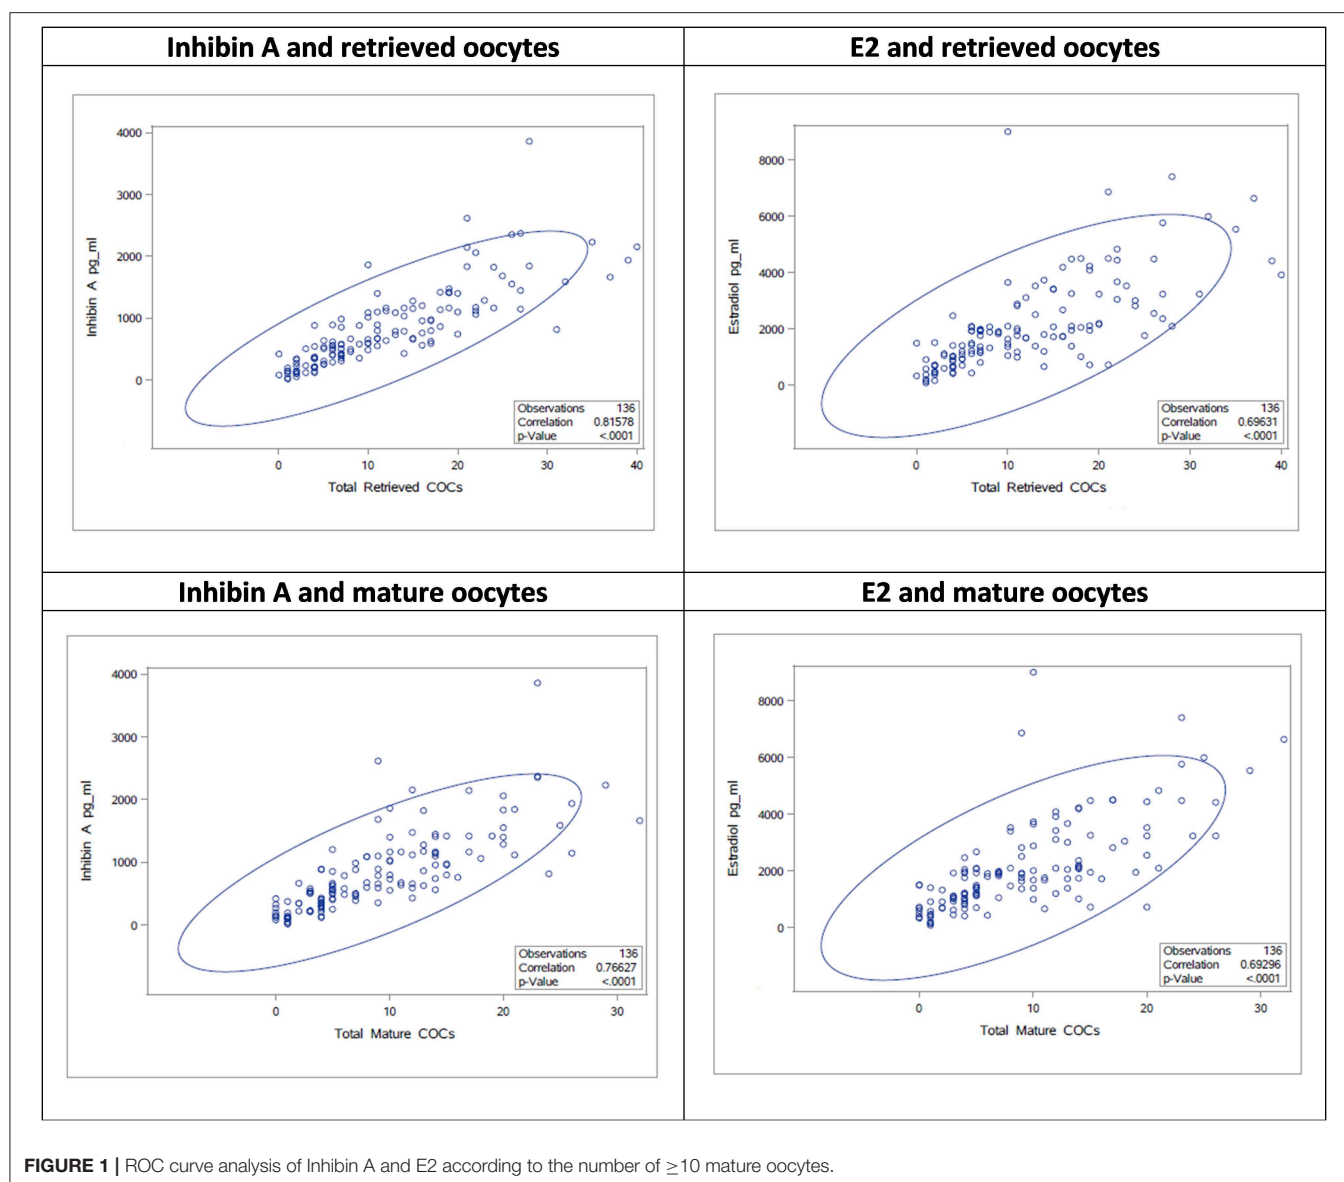 Inhibin A and retrieved oocytes
E2 and retrieved oocytes
4000
3000
2000
1000
0
Inhibin A pg_ml
Observations 136
Correlation 0.81578
p-Value <.0001
0 10 20 30 40
Total Retrieved COCs
8000
6000
4000
2000
0
Estradiol pg_ml
Observations 136
Correlation 0.69631
p-Value <.0001
0 10 20 30 40
Total Retrieved COCs
Inhibin A and mature oocytes
E2 and mature oocytes
4000
3000
2000
1000
0
Inhibin A pg_ml
Observations 136
Correlation 0.76627
p-Value <.0001
0 10 20 30
Total Mature COCs
8000
6000
4000
2000
0
Estradiol pg_ml
Observations 136
Correlation 0.69296
p-Value <.0001
0 10 20 30
Total Mature COCs
FIGURE 1 | ROC curve analysis of Inhibin A and E2 according to the number of ≥10 mature oocytes.